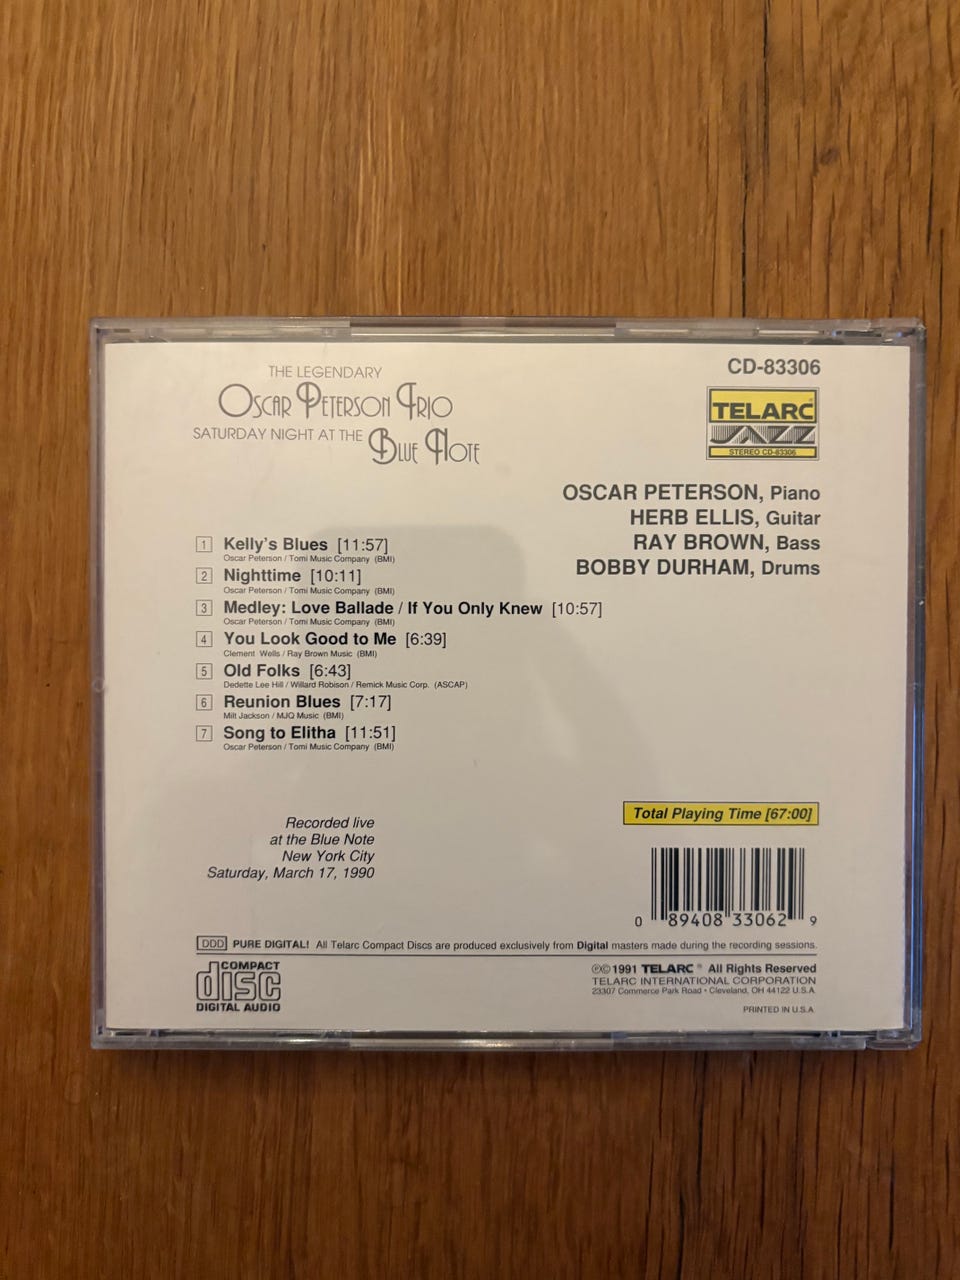 THE LEGENDARY
OSCAR PETERSON TRIO
SATURDAY NIGHT AT THE BLUE NOTE
CD-83306
TELARC
JAZZ
STEREO CD-83306
OSCAR PETERSON, Piano
HERB ELLIS, Guitar
RAY BROWN, Bass
BOBBY DURHAM, Drums
1 Kelly's Blues [11:57]
Oscar Peterson / Tomi Music Company (BMI)
2 Nighttime [10:11]
Oscar Peterson / Tomi Music Company (BMI)
3 Medley: Love Ballade / If You Only Knew [10:57]
Oscar Peterson / Tomi Music Company (BMI)
4 You Look Good to Me [6:39]
Clement Wells / Ray Brown Music (BMI)
5 Old Folks [6:43]
Dedette Lee Hill / Willard Robison / Remick Music Corp. (ASCAP)
6 Reunion Blues [7:17]
Milt Jackson / MJQ Music (BMI)
7 Song to Elitha [11:51]
Oscar Peterson / Tomi Music Company (BMI)
Recorded live
at the Blue Note
New York City
Saturday, March 17, 1990
Total Playing Time [67:00]
0 89408 33062 9
DDD PURE DIGITAL! All Telarc Compact Discs are produced exclusively from Digital masters made during the recording sessions.
COMPACT
disc
DIGITAL AUDIO
℗© 1991 TELARC® All Rights Reserved
TELARC INTERNATIONAL CORPORATION
23307 Commerce Park Road • Cleveland, OH 44122 U.S.A.
PRINTED IN U.S.A.